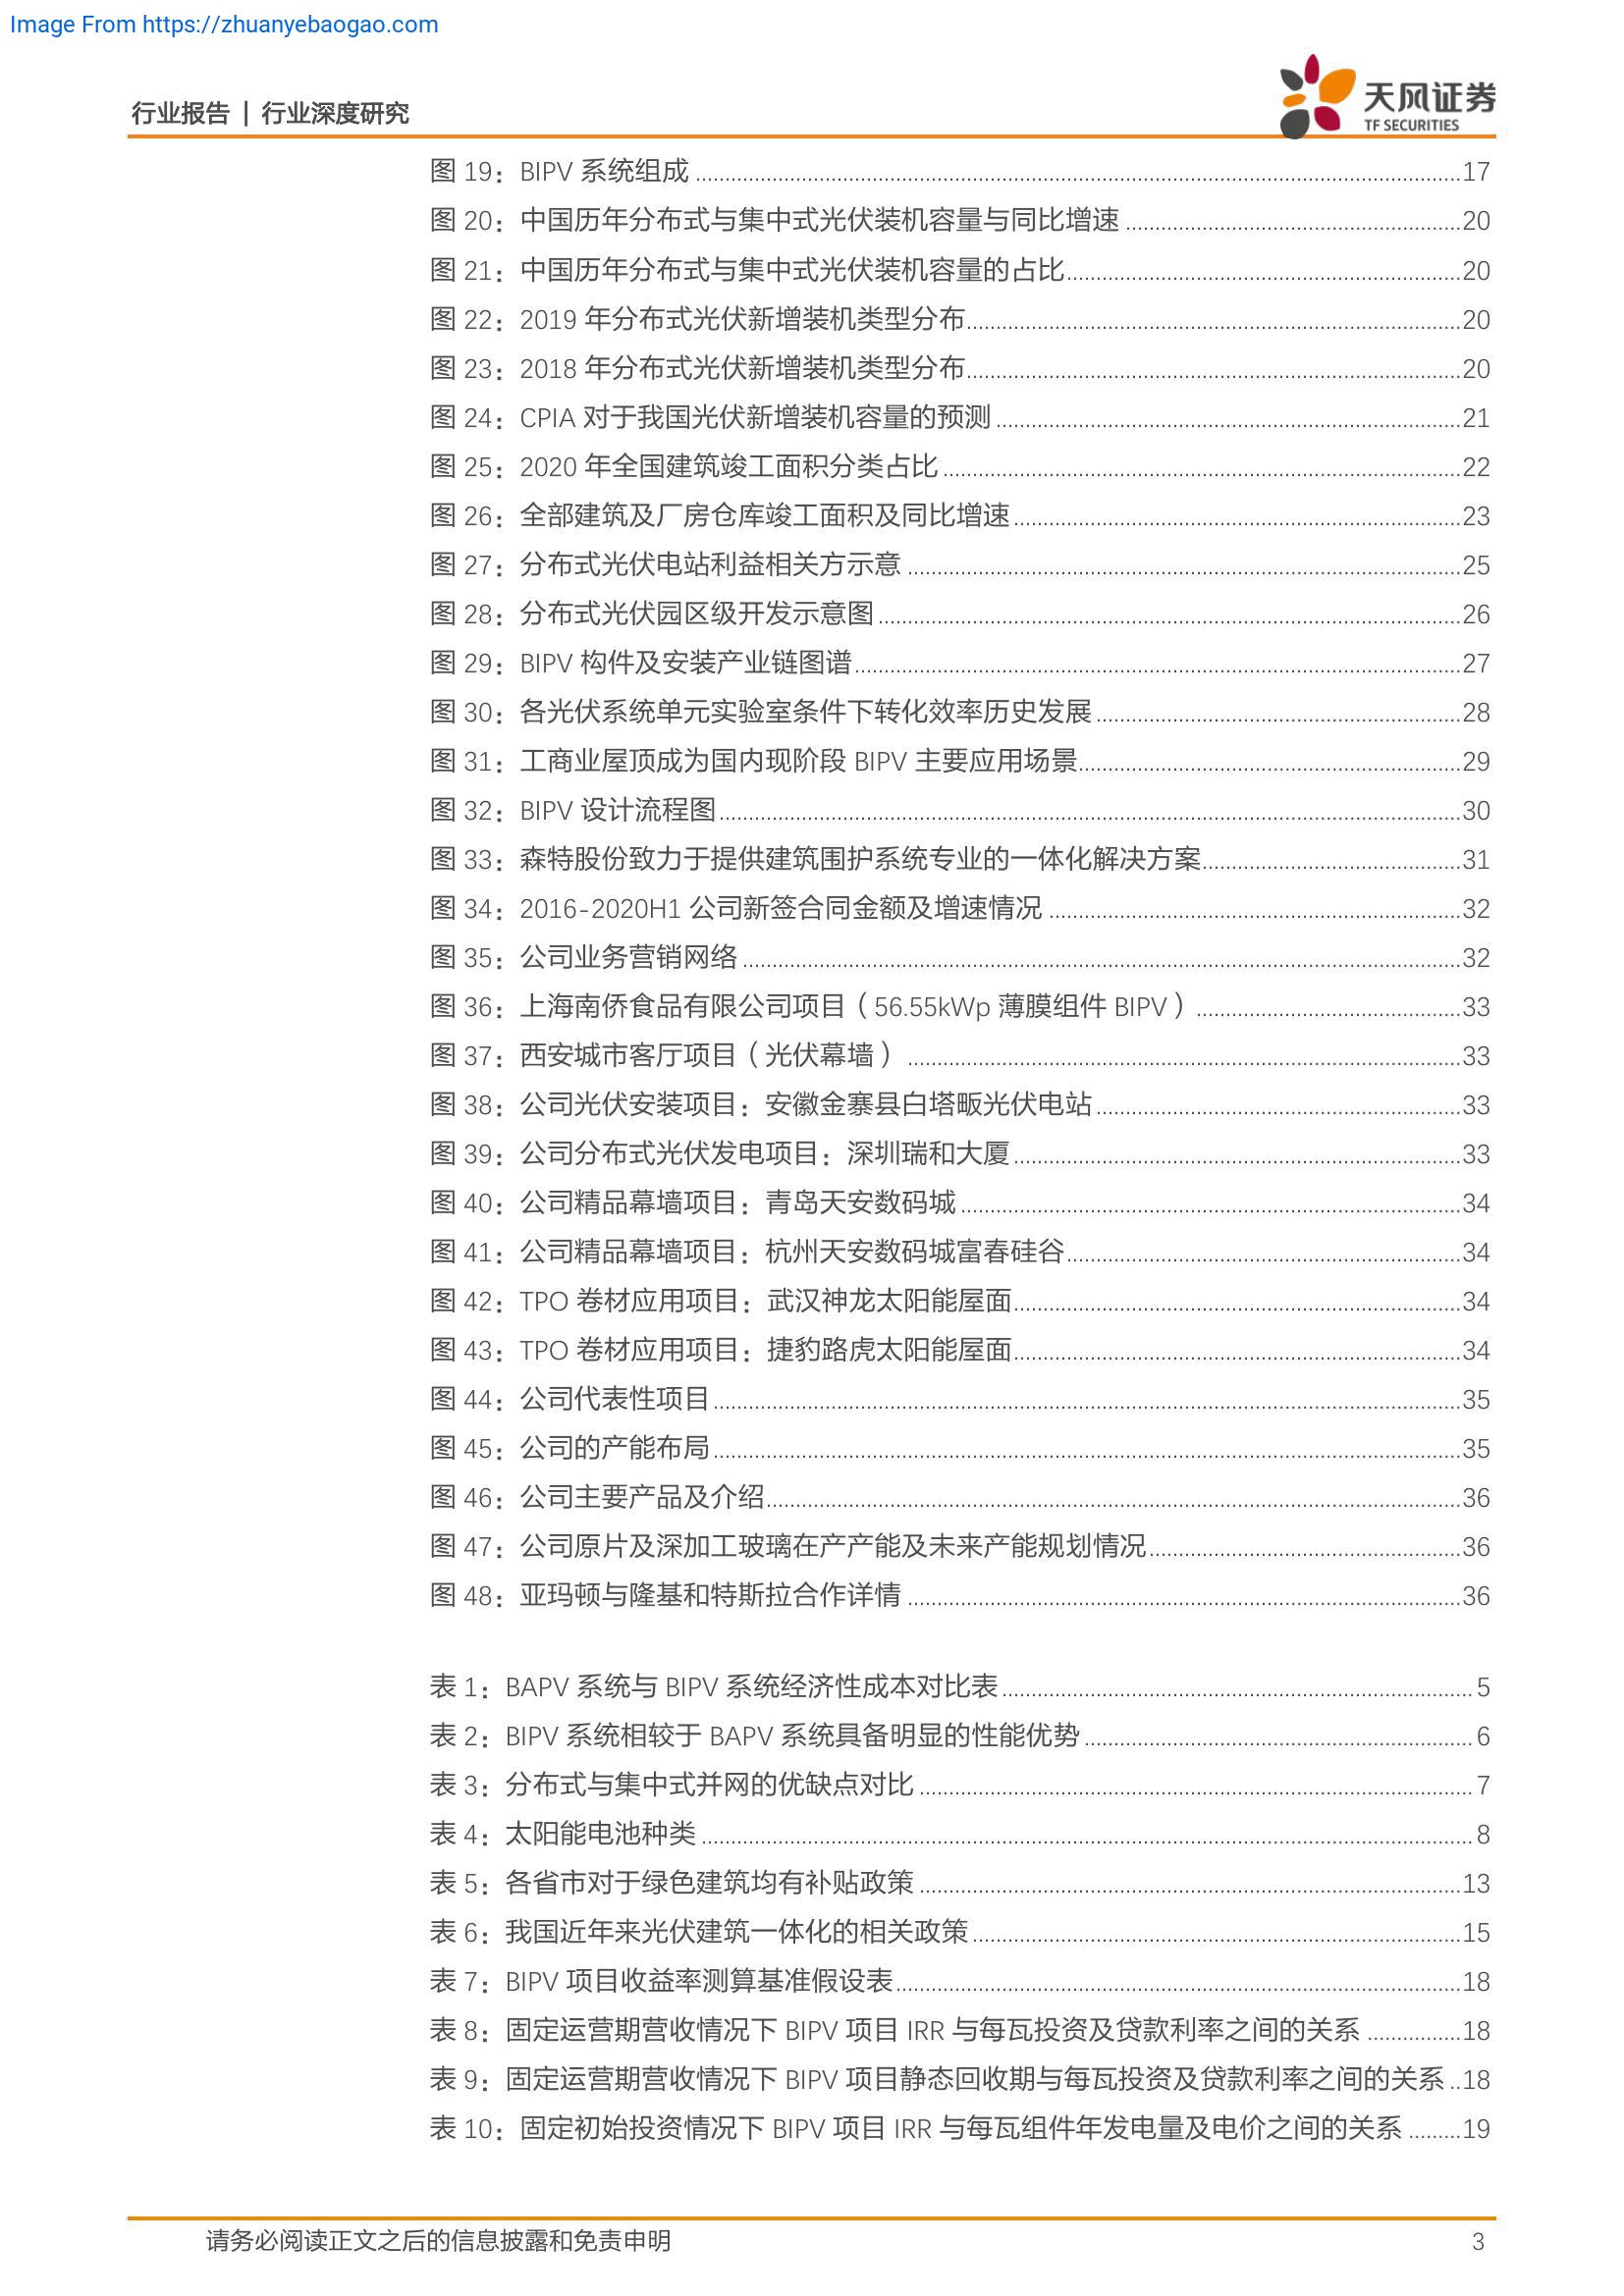 Image From https://zhuanyebaogao.com
行业报告 | 行业深度研究
天风证券
TF SECURITIES
图 19：BIPV 系统组成 ........ 17
图 20：中国历年分布式与集中式光伏装机容量与同比增速 ........ 20
图 21：中国历年分布式与集中式光伏装机容量的占比 ........ 20
图 22：2019 年分布式光伏新增装机类型分布 ........ 20
图 23：2018 年分布式光伏新增装机类型分布 ........ 20
图 24：CPIA 对于我国光伏新增装机容量的预测 ........ 21
图 25：2020 年全国建筑竣工面积分类占比 ........ 22
图 26：全部建筑及厂房仓库竣工面积及同比增速 ........ 23
图 27：分布式光伏电站利益相关方示意 ........ 25
图 28：分布式光伏园区级开发示意图 ........ 26
图 29：BIPV 构件及安装产业链图谱 ........ 27
图 30：各光伏系统单元实验室条件下转化效率历史发展 ........ 28
图 31：工商业屋顶成为国内现阶段 BIPV 主要应用场景 ........ 29
图 32：BIPV 设计流程图 ........ 30
图 33：森特股份致力于提供建筑围护系统专业的一体化解决方案 ........ 31
图 34：2016-2020H1 公司新签合同金额及增速情况 ........ 32
图 35：公司业务营销网络 ........ 32
图 36：上海南侨食品有限公司项目（56.55kWp 薄膜组件 BIPV） ........ 33
图 37：西安城市客厅项目（光伏幕墙） ........ 33
图 38：公司光伏安装项目：安徽金寨县白塔畈光伏电站 ........ 33
图 39：公司分布式光伏发电项目：深圳瑞和大厦 ........ 33
图 40：公司精品幕墙项目：青岛天安数码城 ........ 34
图 41：公司精品幕墙项目：杭州天安数码城富春硅谷 ........ 34
图 42：TPO 卷材应用项目：武汉神龙太阳能屋面 ........ 34
图 43：TPO 卷材应用项目：捷豹路虎太阳能屋面 ........ 34
图 44：公司代表性项目 ........ 35
图 45：公司的产能布局 ........ 35
图 46：公司主要产品及介绍 ........ 36
图 47：公司原片及深加工玻璃在产产能及未来产能规划情况 ........ 36
图 48：亚玛顿与隆基和特斯拉合作详情 ........ 36
表 1：BAPV 系统与 BIPV 系统经济性成本对比表 ........ 5
表 2：BIPV 系统相较于 BAPV 系统具备明显的性能优势 ........ 6
表 3：分布式与集中式并网的优缺点对比 ........ 7
表 4：太阳能电池种类 ........ 8
表 5：各省市对于绿色建筑均有补贴政策 ........ 13
表 6：我国近年来光伏建筑一体化的相关政策 ........ 15
表 7：BIPV 项目收益率测算基准假设表 ........ 18
表 8：固定运营期营收情况下 BIPV 项目 IRR 与每瓦投资及贷款利率之间的关系 ........ 18
表 9：固定运营期营收情况下 BIPV 项目静态回收期与每瓦投资及贷款利率之间的关系 .. 18
表 10：固定初始投资情况下 BIPV 项目 IRR 与每瓦组件年发电量及电价之间的关系 ........ 19
请务必阅读正文之后的信息披露和免责申明 3